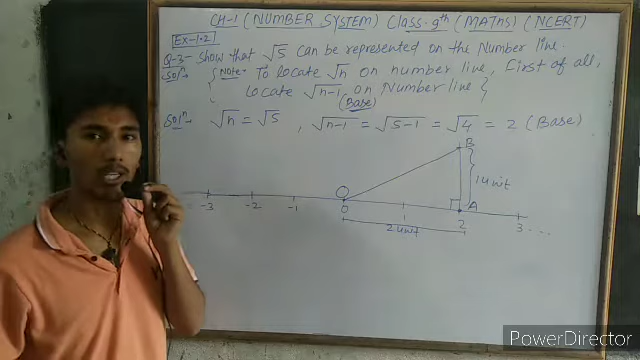 CH-1 (NUMBER SYSTEM) Class-9th (MATHS) (NCERT)
Ex-1.2
Q-3- Show that √5 can be represented on the Number line.
Solⁿ { Note- To locate √n on number line, First of all,
Locate √n-1 on Number line }
(Base)
Solⁿ √n = √5 , √n-1 = √5-1 = √4 = 2 (Base)
B
1 unit
O A
-3 -2 -1 0 1 2 3 ...
2 unit
PowerDirector